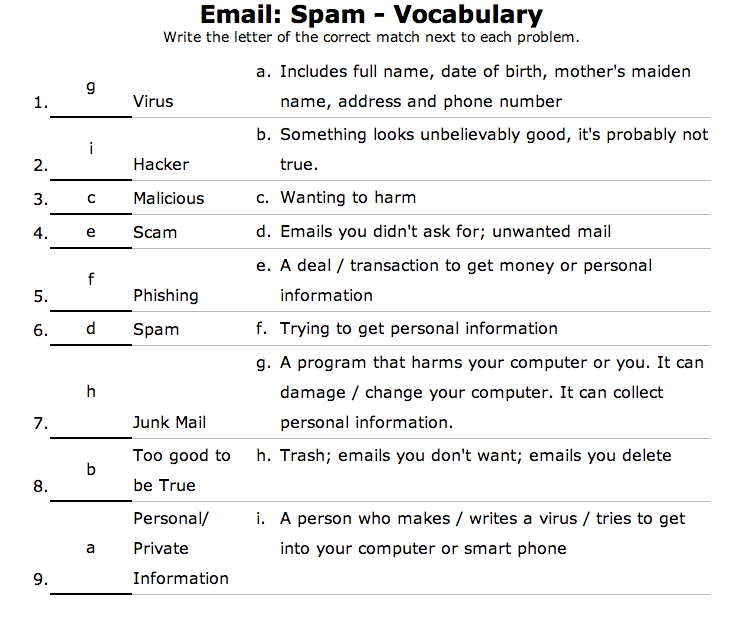 Email: Spam - Vocabulary
Write the letter of the correct match next to each problem.
g
1. Virus
a. Includes full name, date of birth, mother's maiden
name, address and phone number
i
2. Hacker
b. Something looks unbelievably good, it's probably not
true.
3. c Malicious
c. Wanting to harm
4. e Scam
d. Emails you didn't ask for; unwanted mail
f
5. Phishing
e. A deal / transaction to get money or personal
information
6. d Spam
f. Trying to get personal information
h
7. Junk Mail
g. A program that harms your computer or you. It can
damage / change your computer. It can collect
personal information.
b
8. Too good to
be True
h. Trash; emails you don't want; emails you delete
a
9. Personal/
Private
Information
i. A person who makes / writes a virus / tries to get
into your computer or smart phone